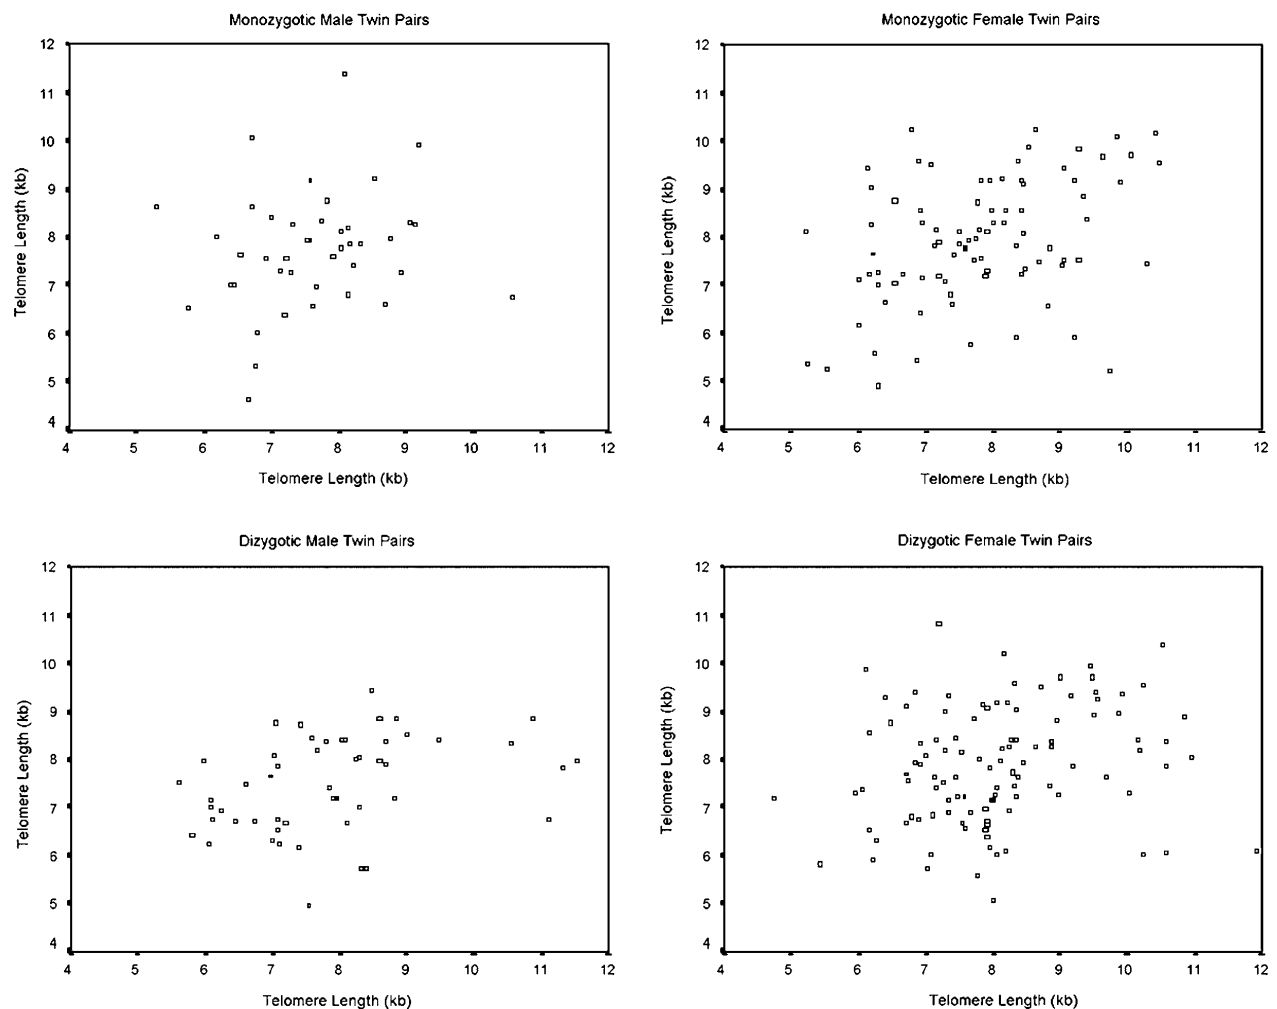 Monozygotic Male Twin Pairs
12
11
10
9
8
7
6
5
4
Telomere Length (kb)
4 5 6 7 8 9 10 11 12
Telomere Length (kb)
Monozygotic Female Twin Pairs
12
11
10
9
8
7
6
5
4
Telomere Length (kb)
4 5 6 7 8 9 10 11 12
Telomere Length (kb)
Dizygotic Male Twin Pairs
12
11
10
9
8
7
6
5
4
Telomere Length (kb)
4 5 6 7 8 9 10 11 12
Telomere Length (kb)
Dizygotic Female Twin Pairs
12
11
10
9
8
7
6
5
4
Telomere Length (kb)
4 5 6 7 8 9 10 11 12
Telomere Length (kb)